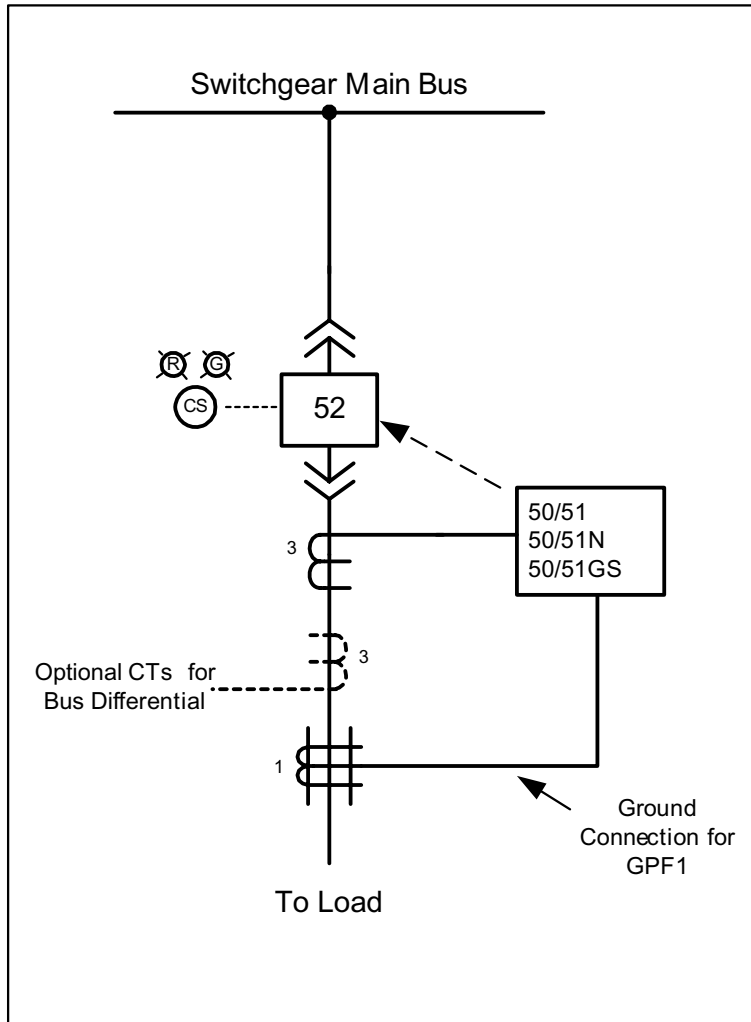 Switchgear Main Bus
R
G
CS
52
50/51
50/51N
50/51GS
3
3
Optional CTs for
Bus Differential
1
Ground
Connection for
GPF1
To Load